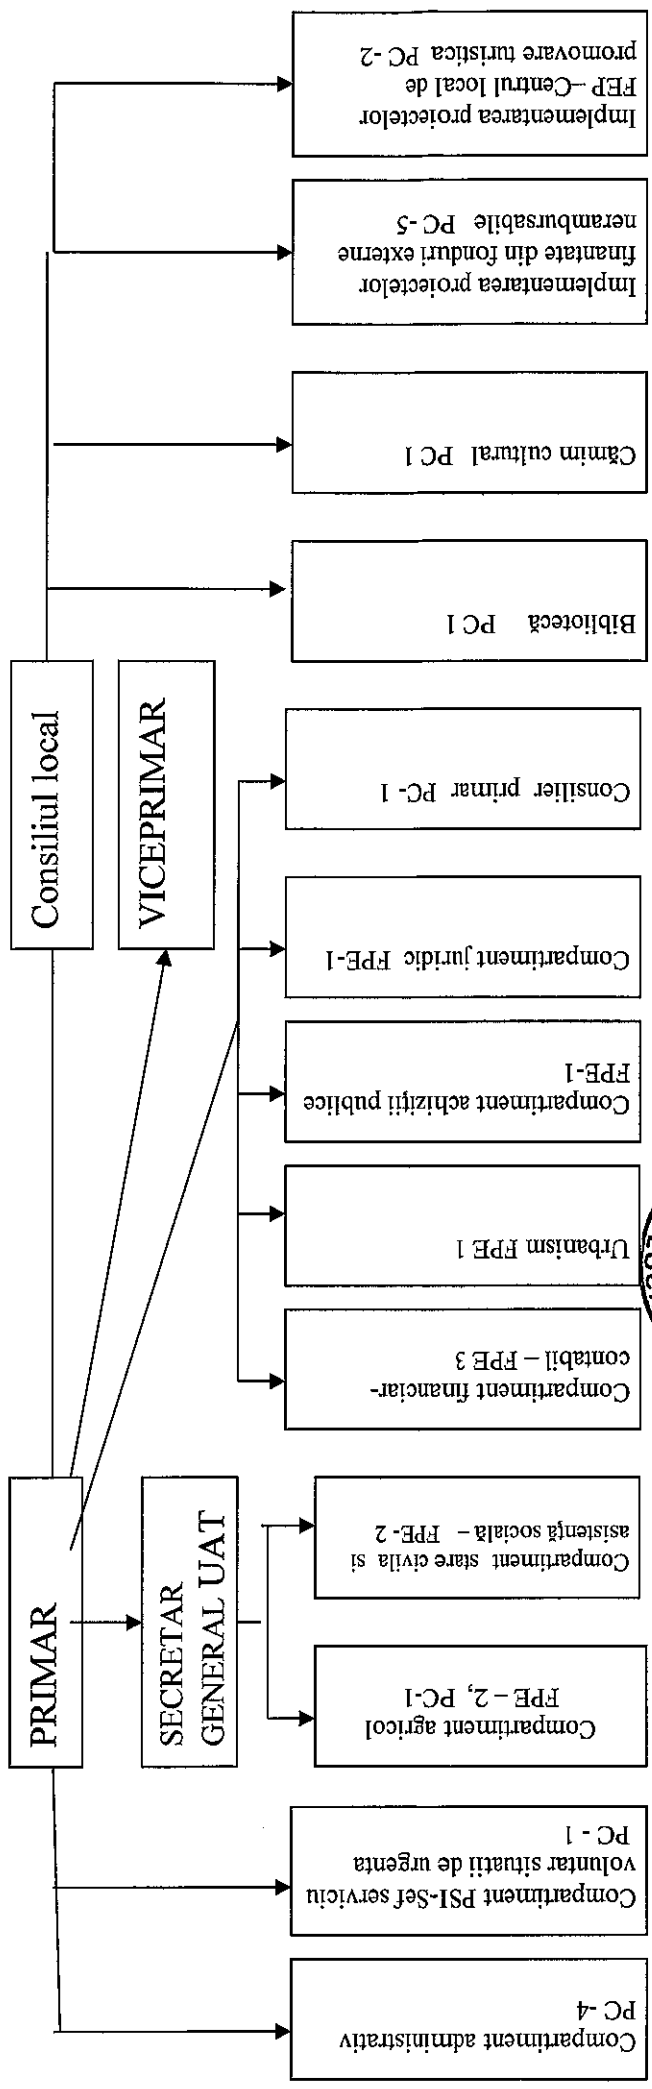 PRIMAR
Consiliul local
VICEPRIMAR
SECRETAR
GENERAL UAT
Compartiment administrativ
PC -4
Compartiment PSI-Sef serviciu
voluntar situatii de urgenta
PC - 1
Compartiment agricol
FPE – 2, PC-1
Compartiment stare civila si
asistenţă socială – FPE- 2
Compartiment financiar-
contabil – FPE 3
Urbanism FPE 1
Compartiment achiziţii publice
FPE-1
Compartiment juridic FPE-1
Consilier primar PC- 1
Bibliotecă PC 1
Cămim cultural PC 1
Implementarea proiectelor
finantate din fonduri externe
nerambursabile PC -5
Implementarea proiectelor
FEP –Centrul local de
promovare turistica PC -2